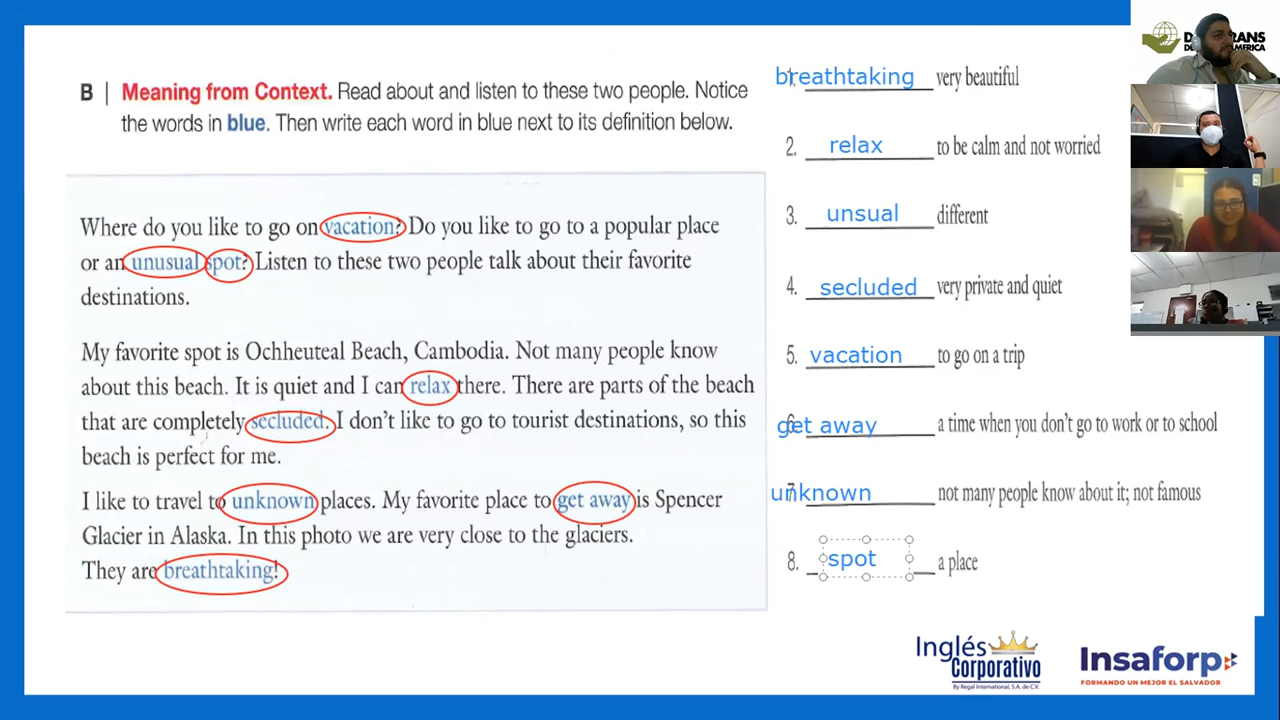 B | Meaning from Context. Read about and listen to these two people. Notice
the words in blue. Then write each word in blue next to its definition below.
Where do you like to go on vacation? Do you like to go to a popular place
or an unusual spot? Listen to these two people talk about their favorite
destinations.
My favorite spot is Ochheuteal Beach, Cambodia. Not many people know
about this beach. It is quiet and I can relax there. There are parts of the beach
that are completely secluded. I don't like to go to tourist destinations, so this
beach is perfect for me.
I like to travel to unknown places. My favorite place to get away is Spencer
Glacier in Alaska. In this photo we are very close to the glaciers.
They are breathtaking!
1. breathtaking very beautiful
2. relax to be calm and not worried
3. unsual different
4. secluded very private and quiet
5. vacation to go on a trip
6. get away a time when you don't go to work or to school
7. unknown not many people know about it; not famous
8. spot a place
Inglés
Corporativo
By Regal International, S.A. de C.V.
Insaforp
FORMANDO UN MEJOR EL SALVADOR